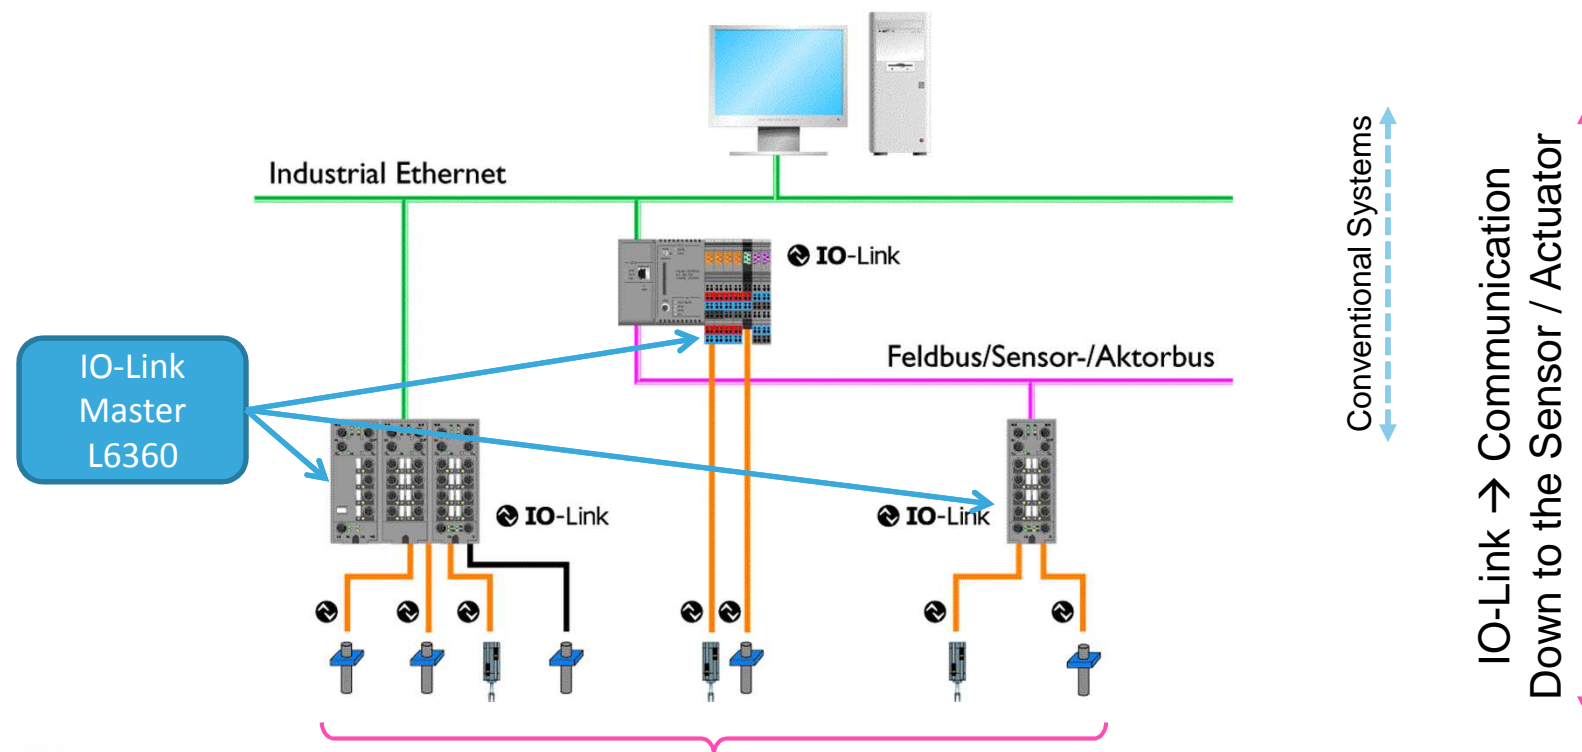 Industrial Ethernet
IO-Link
Feldbus/Sensor-/Aktorbus
IO-Link
Master
L6360
IO-Link
IO-Link
Conventional Systems
IO-Link → Communication
Down to the Sensor / Actuator